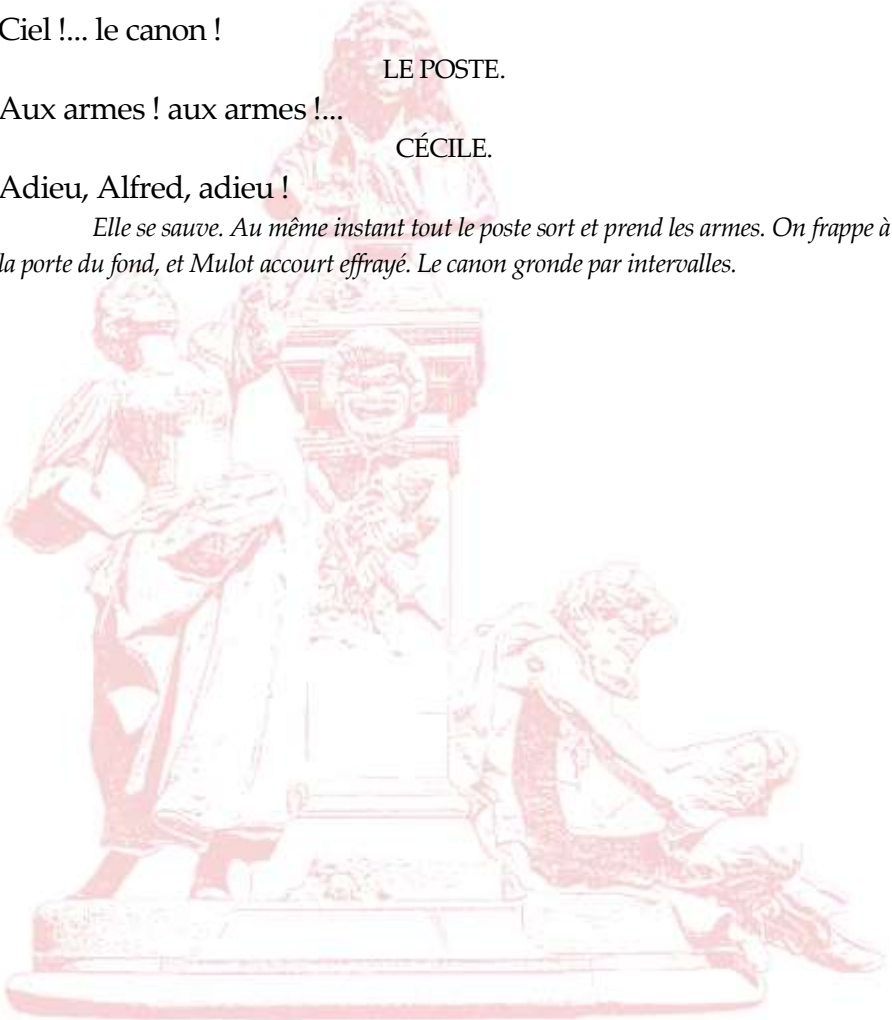 Ciel !... le canon !
LE POSTE.
Aux armes ! aux armes !...
CÉCILE.
Adieu, Alfred, adieu !
Elle se sauve. Au même instant tout le poste sort et prend les armes. On frappe à
la porte du fond, et Mulot accourt effrayé. Le canon gronde par intervalles.